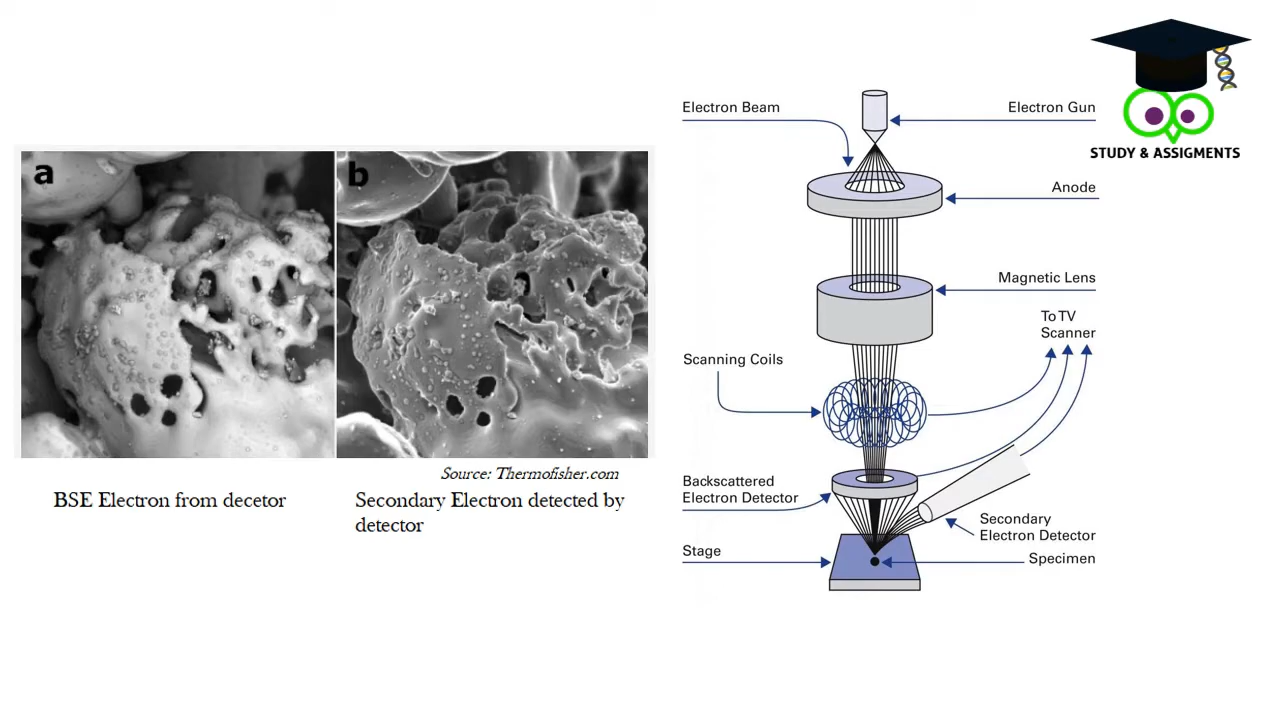 a
b
Source: Thermofisher.com
BSE Electron from decetor
Secondary Electron detected by
detector
Electron Beam
Electron Gun
Anode
Magnetic Lens
To TV
Scanner
Scanning Coils
Backscattered
Electron Detector
Secondary
Electron Detector
Stage
Specimen
STUDY & ASSIGMENTS